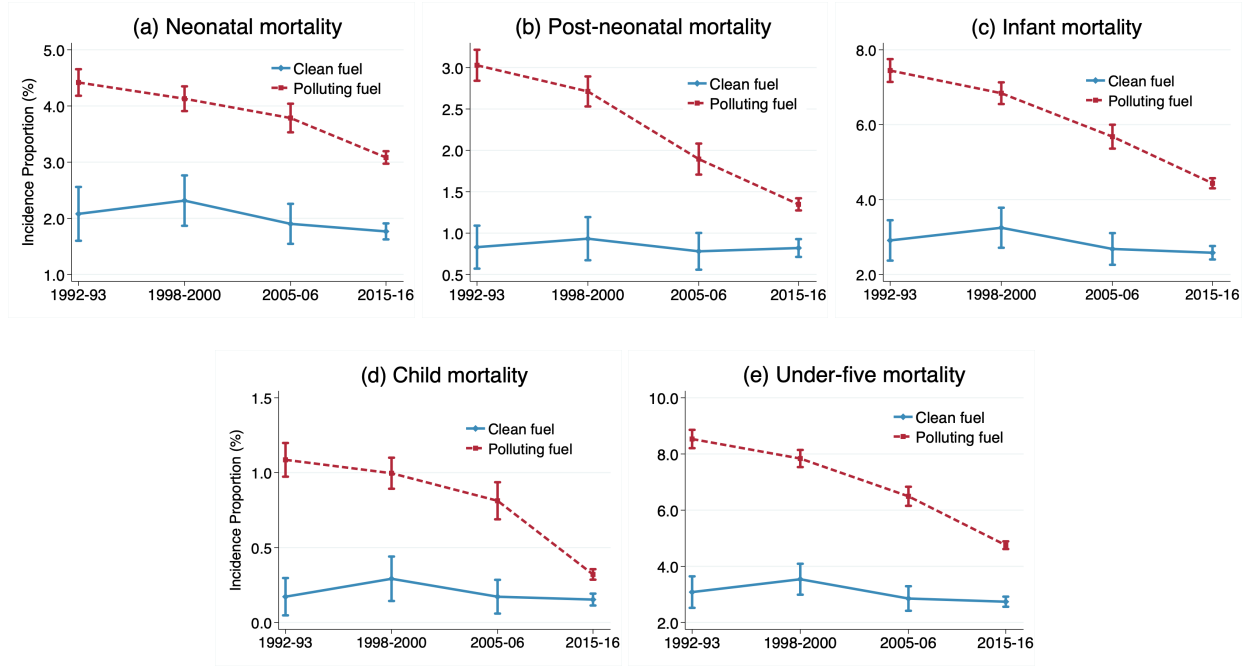 (a) Neonatal mortality
Incidence Proportion (%)
5.0
4.0
3.0
2.0
1.0
Clean fuel
Polluting fuel
1992-93 1998-2000 2005-06 2015-16
(b) Post-neonatal mortality
3.0
2.5
2.0
1.5
1.0
0.5
Clean fuel
Polluting fuel
1992-93 1998-2000 2005-06 2015-16
(c) Infant mortality
8.0
6.0
4.0
2.0
Clean fuel
Polluting fuel
1992-93 1998-2000 2005-06 2015-16
(d) Child mortality
Incidence Proportion (%)
1.5
1.0
0.5
0.0
Clean fuel
Polluting fuel
1992-93 1998-2000 2005-06 2015-16
(e) Under-five mortality
10.0
8.0
6.0
4.0
2.0
Clean fuel
Polluting fuel
1992-93 1998-2000 2005-06 2015-16